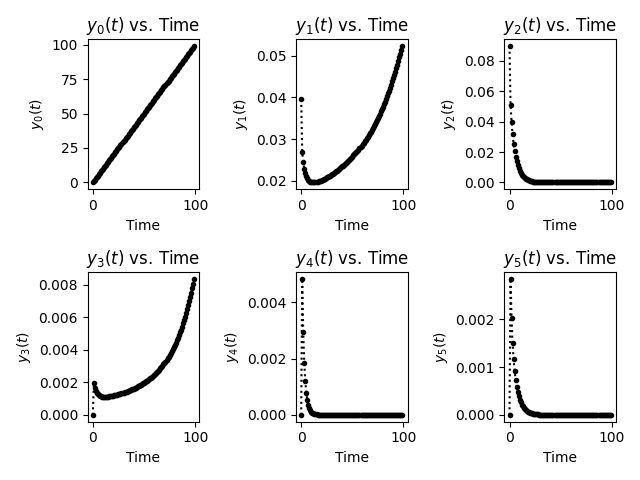 y₀(t) vs. Time
y₁(t) vs. Time
y₂(t) vs. Time
100
75
50
25
0
y₀(t)
0
100
Time
0.05
0.04
0.03
0.02
y₁(t)
0
100
Time
0.08
0.06
0.04
0.02
0.00
y₂(t)
0
100
Time
y₃(t) vs. Time
y₄(t) vs. Time
y₅(t) vs. Time
0.008
0.006
0.004
0.002
0.000
y₃(t)
0
100
Time
0.004
0.002
0.000
y₄(t)
0
100
Time
0.002
0.001
0.000
y₅(t)
0
100
Time